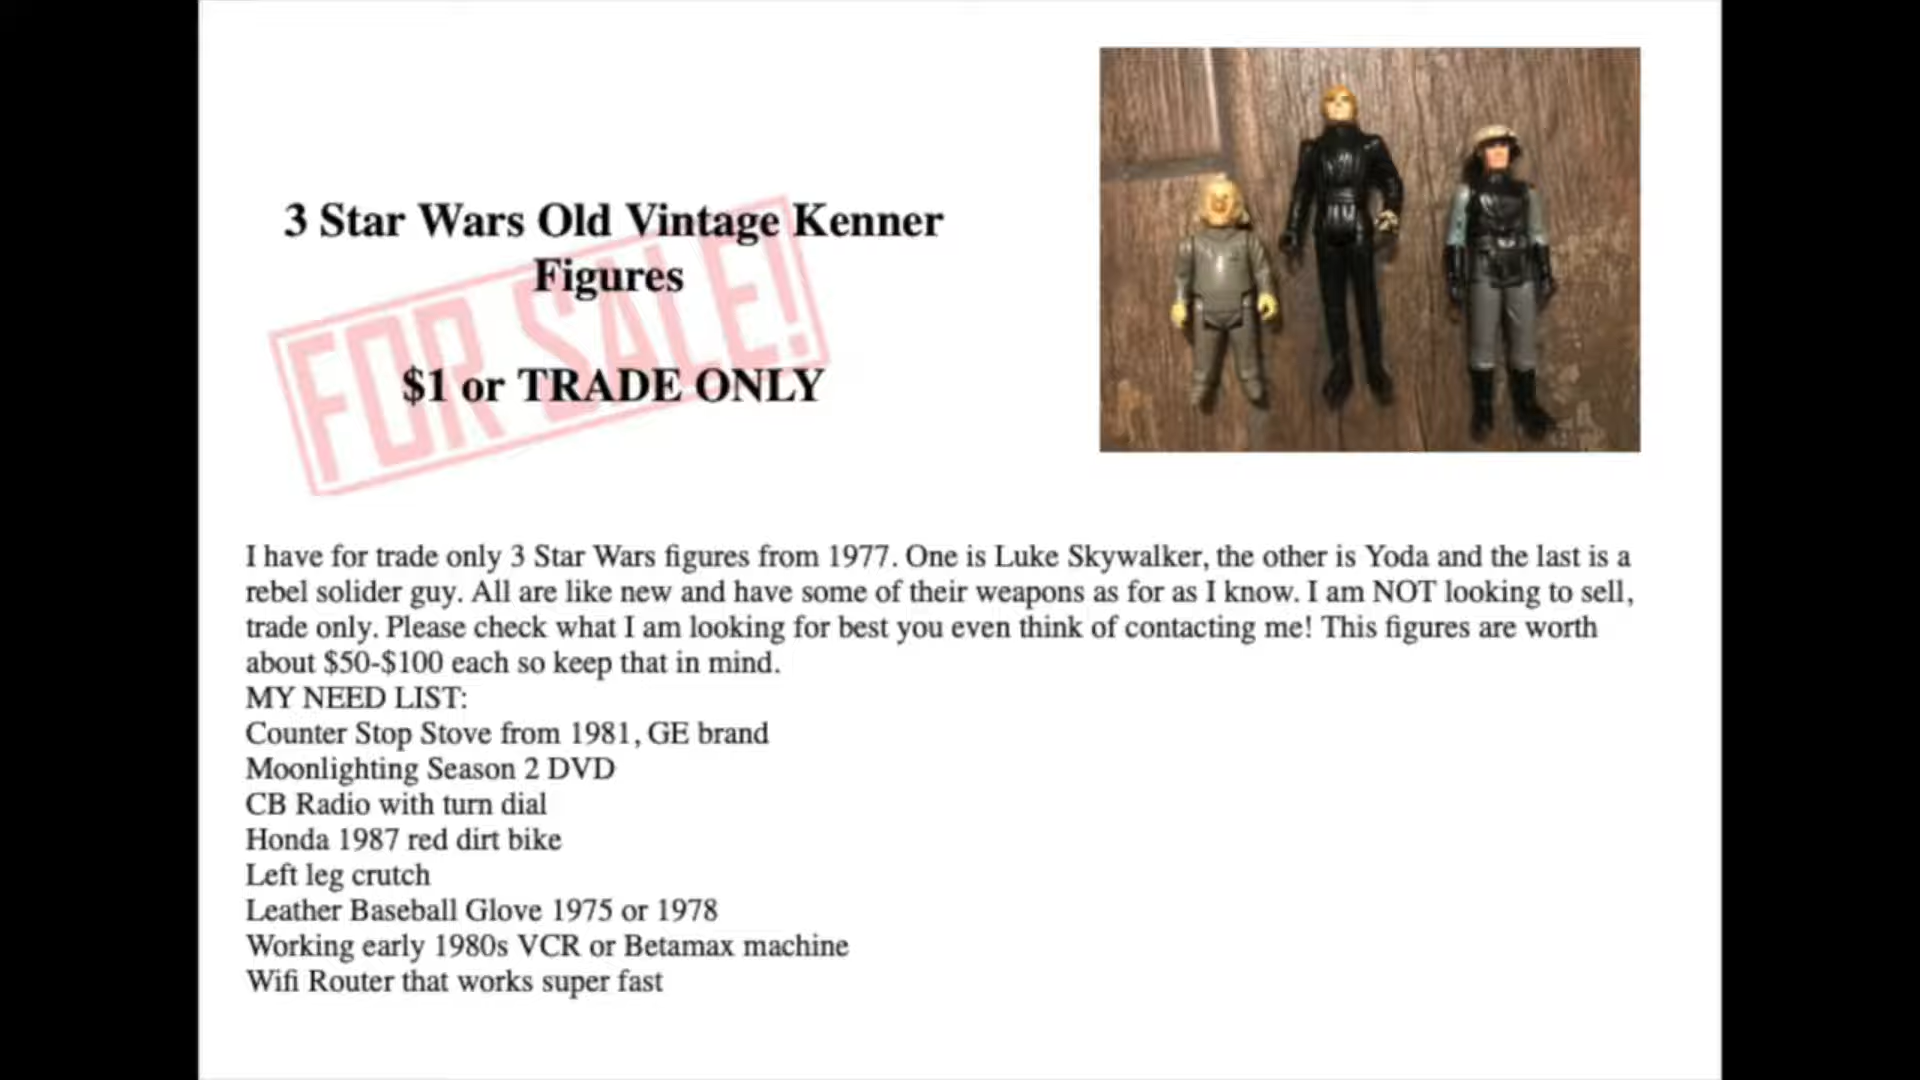 3 Star Wars Old Vintage Kenner
Figures
FOR SALE!
$1 or TRADE ONLY
I have for trade only 3 Star Wars figures from 1977. One is Luke Skywalker, the other is Yoda and the last is a
rebel solider guy. All are like new and have some of their weapons as for as I know. I am NOT looking to sell,
trade only. Please check what I am looking for best you even think of contacting me! This figures are worth
about $50-$100 each so keep that in mind.
MY NEED LIST:
Counter Stop Stove from 1981, GE brand
Moonlighting Season 2 DVD
CB Radio with turn dial
Honda 1987 red dirt bike
Left leg crutch
Leather Baseball Glove 1975 or 1978
Working early 1980s VCR or Betamax machine
Wifi Router that works super fast